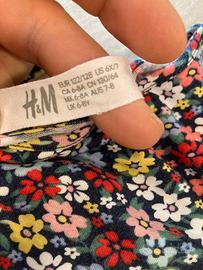 H&M
EUR 122/128 US 6X/7
CA 6-8A CN 130/64
MX 6-8A AUS 7-8
UK 6-8Y